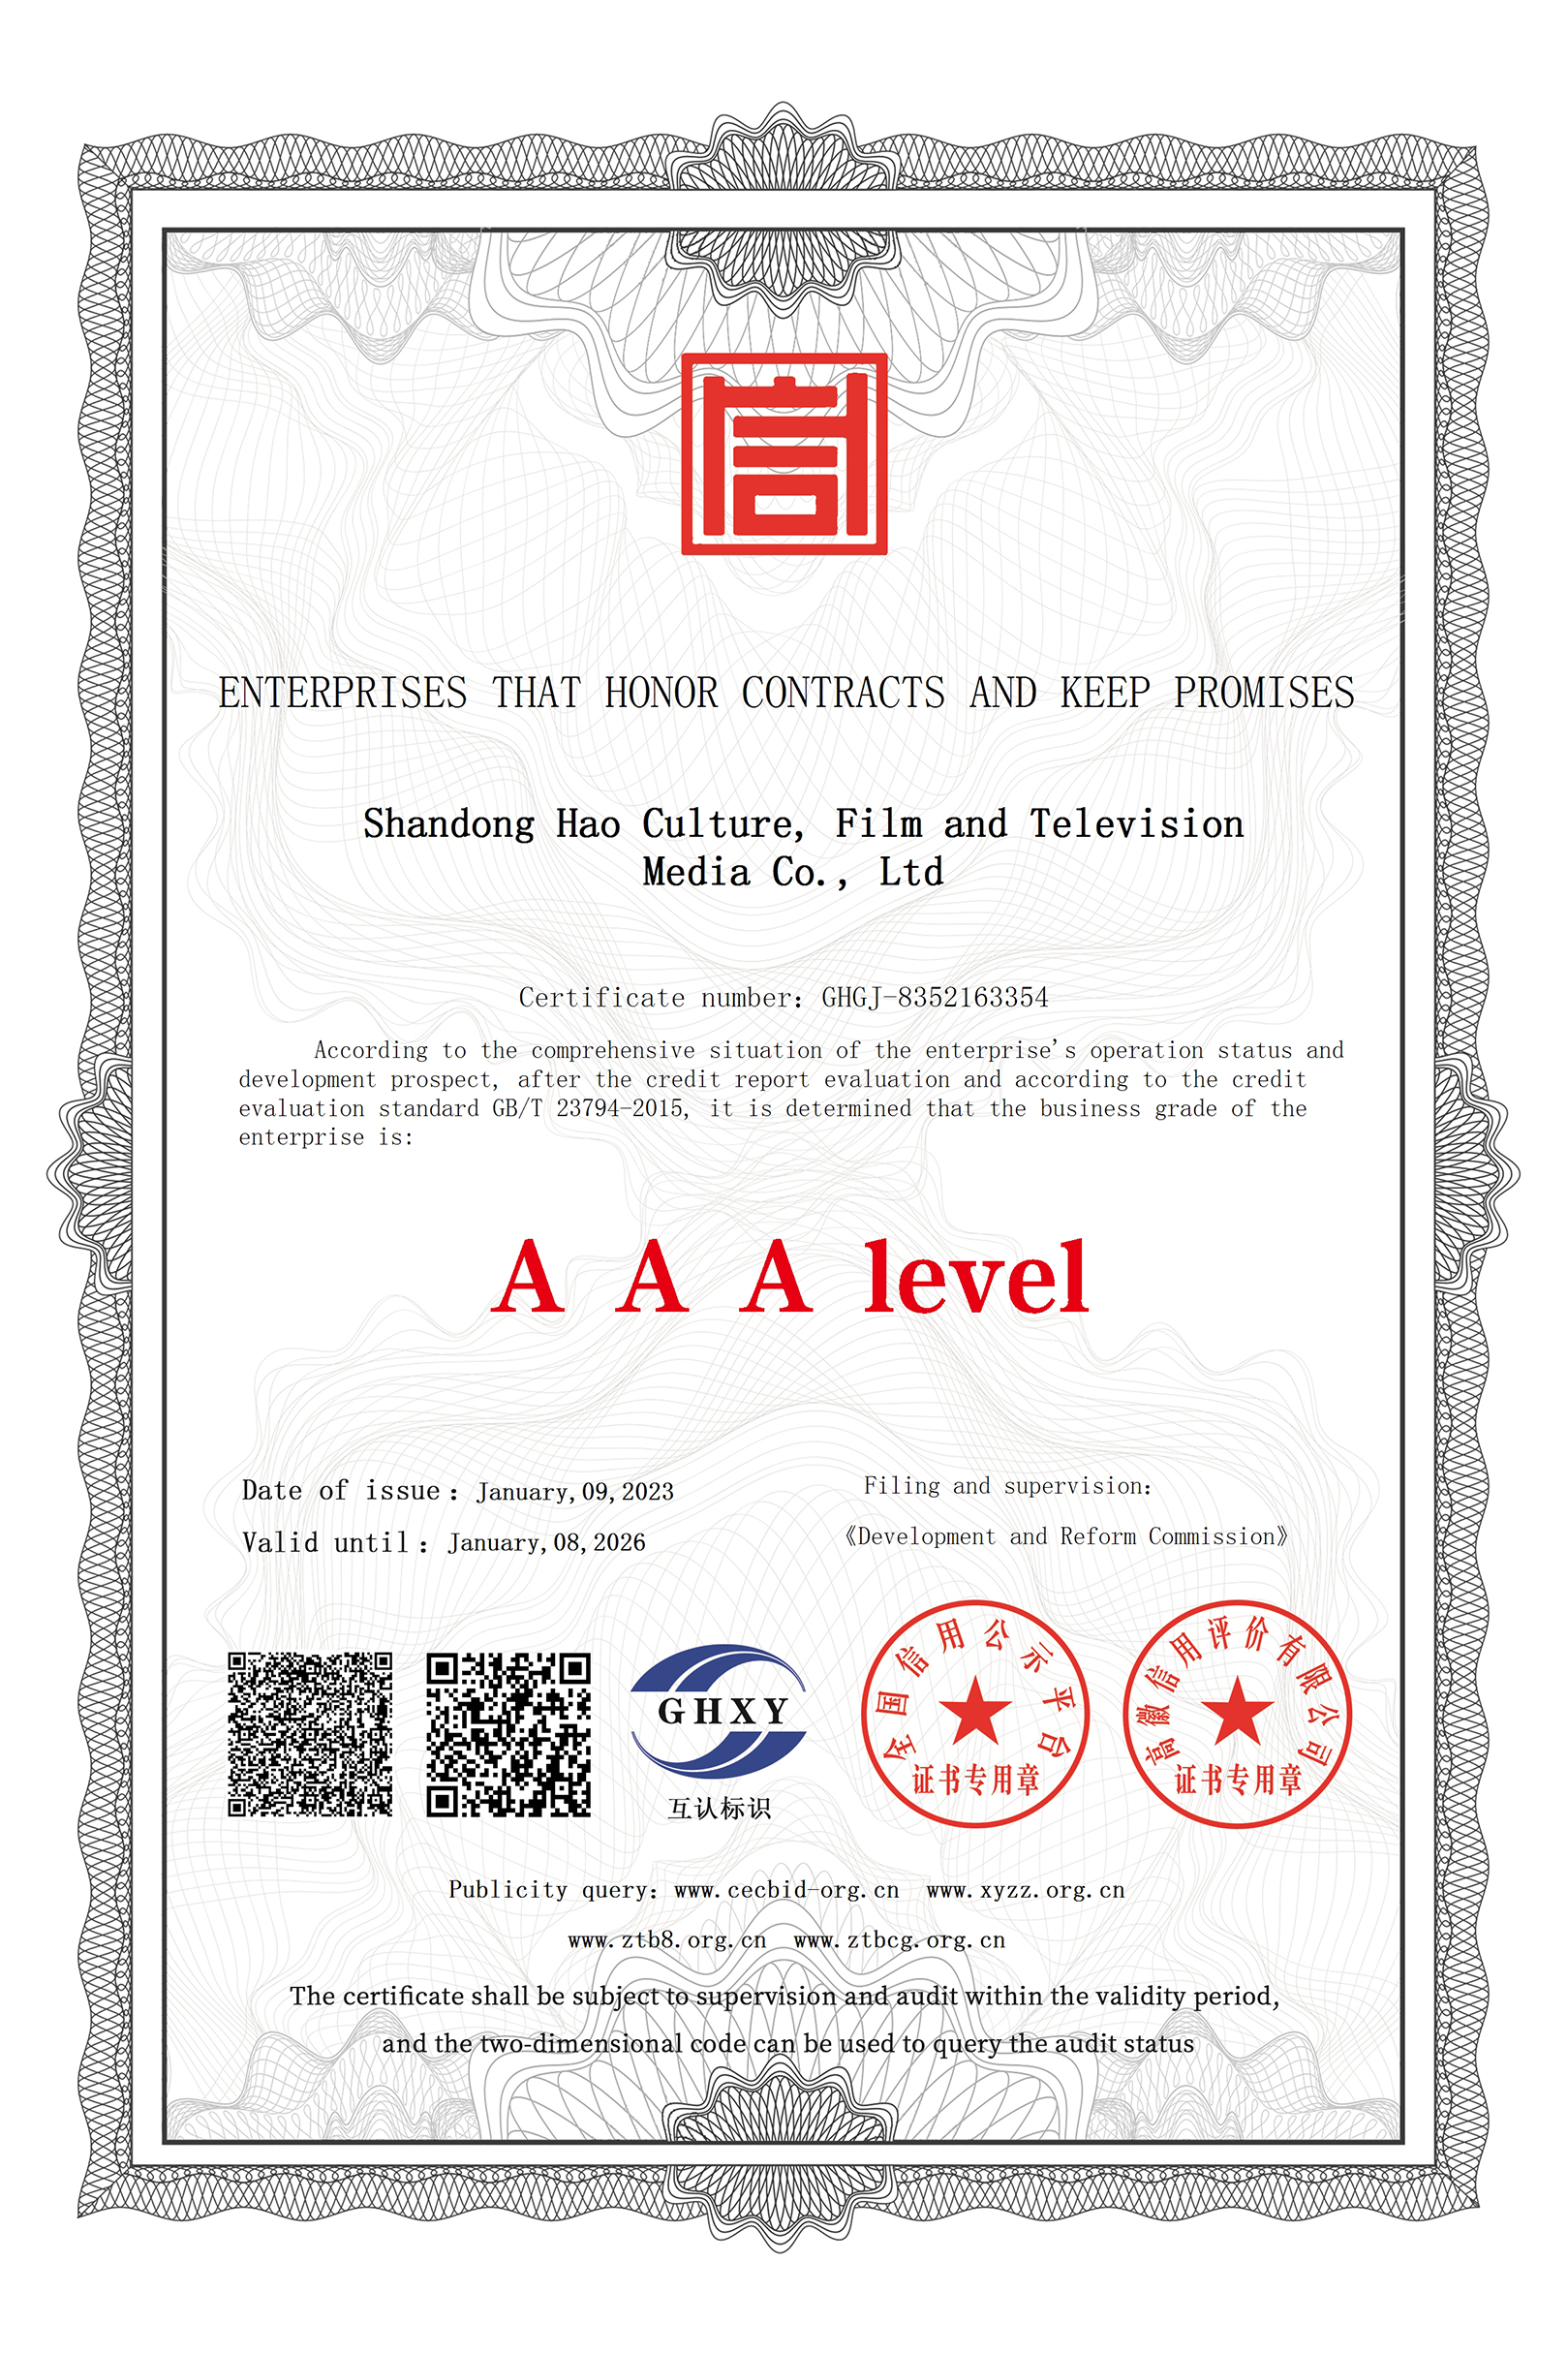 信
ENTERPRISES THAT HONOR CONTRACTS AND KEEP PROMISES
Shandong Hao Culture, Film and Television
Media Co., Ltd
Certificate number: GHGJ-8352163354
According to the comprehensive situation of the enterprise's operation status and
development prospect, after the credit report evaluation and according to the credit
evaluation standard GB/T 23794-2015, it is determined that the business grade of the
enterprise is:
A A A level
Date of issue: January,09,2023
Valid until: January,08,2026
Filing and supervision:
《Development and Reform Commission》
GHXY
互认标识
全国信用公示平台
证书专用章
高徽信用评价有限公司
证书专用章
Publicity query: www.cecbid-org.cn www.xyzz.org.cn
www.ztb8.org.cn www.ztbcg.org.cn
The certificate shall be subject to supervision and audit within the validity period,
and the two-dimensional code can be used to query the audit status